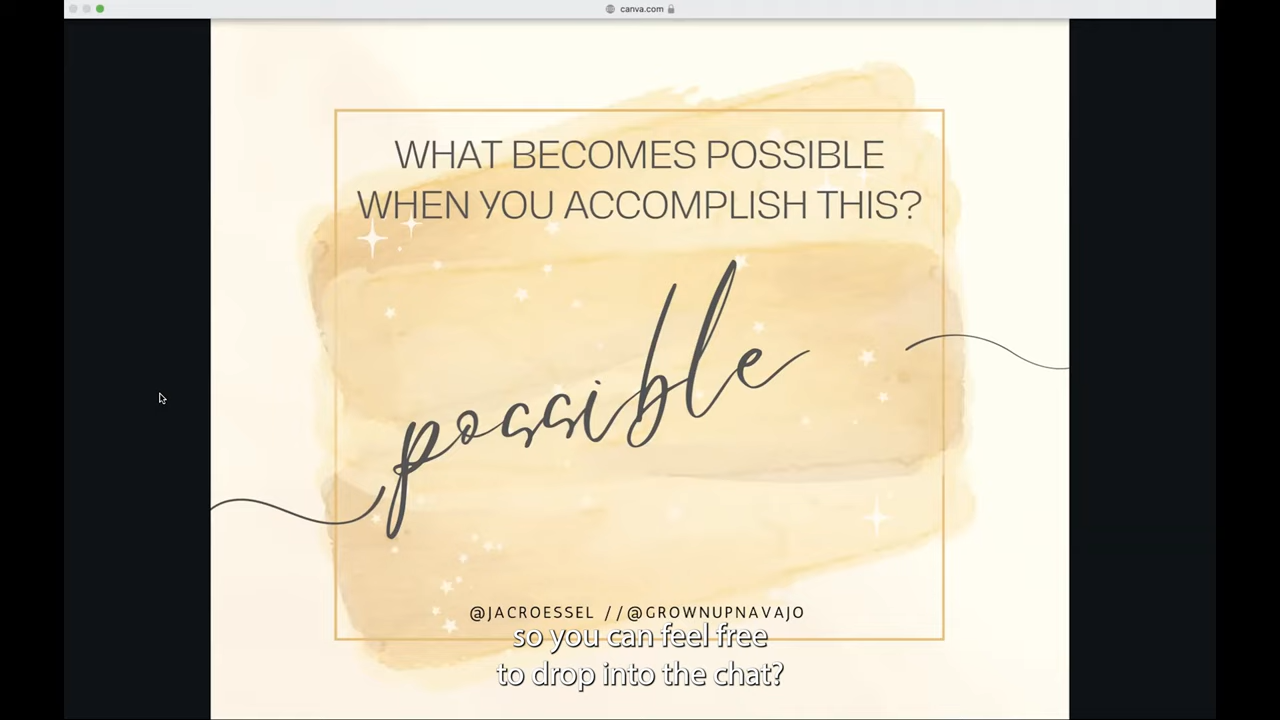 canva.com
WHAT BECOMES POSSIBLE
WHEN YOU ACCOMPLISH THIS?
possible
@JACROESSEL //@GROWNUPNAVAJO
so you can feel free
to drop into the chat?